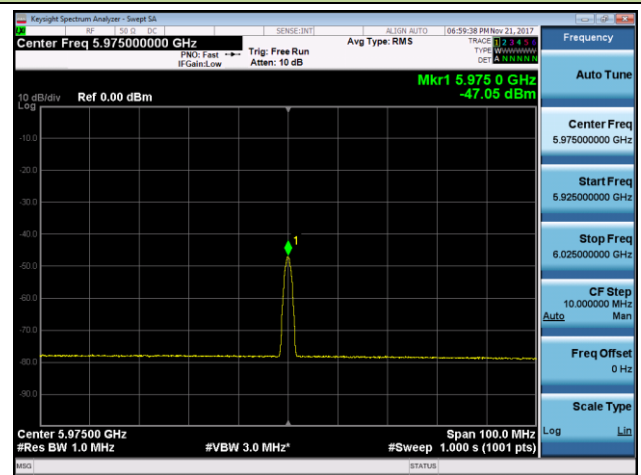 Keysight Spectrum Analyzer - Swept SA
RF 50 Ω DC SENSE:INT ALIGN AUTO 06:59:38 PM Nov 21, 2017
Center Freq 5.975000000 GHz
PNO: Fast
IFGain:Low
Trig: Free Run
Atten: 10 dB
Avg Type: RMS
TRACE 1 2 3 4 5 6
TYPE WWWWWW
DET A N N N N N
Mkr1 5.975 0 GHz
-47.05 dBm
10 dB/div Ref 0.00 dBm
Log
-10.0
-20.0
-30.0
-40.0
-50.0
-60.0
-70.0
-80.0
-90.0
1
Center 5.97500 GHz Span 100.0 MHz
#Res BW 1.0 MHz #VBW 3.0 MHz* #Sweep 1.000 s (1001 pts)
MSG STATUS
Frequency
Auto Tune
Center Freq
5.975000000 GHz
Start Freq
5.925000000 GHz
Stop Freq
6.025000000 GHz
CF Step
10.000000 MHz
Auto Man
Freq Offset
0 Hz
Scale Type
Log Lin